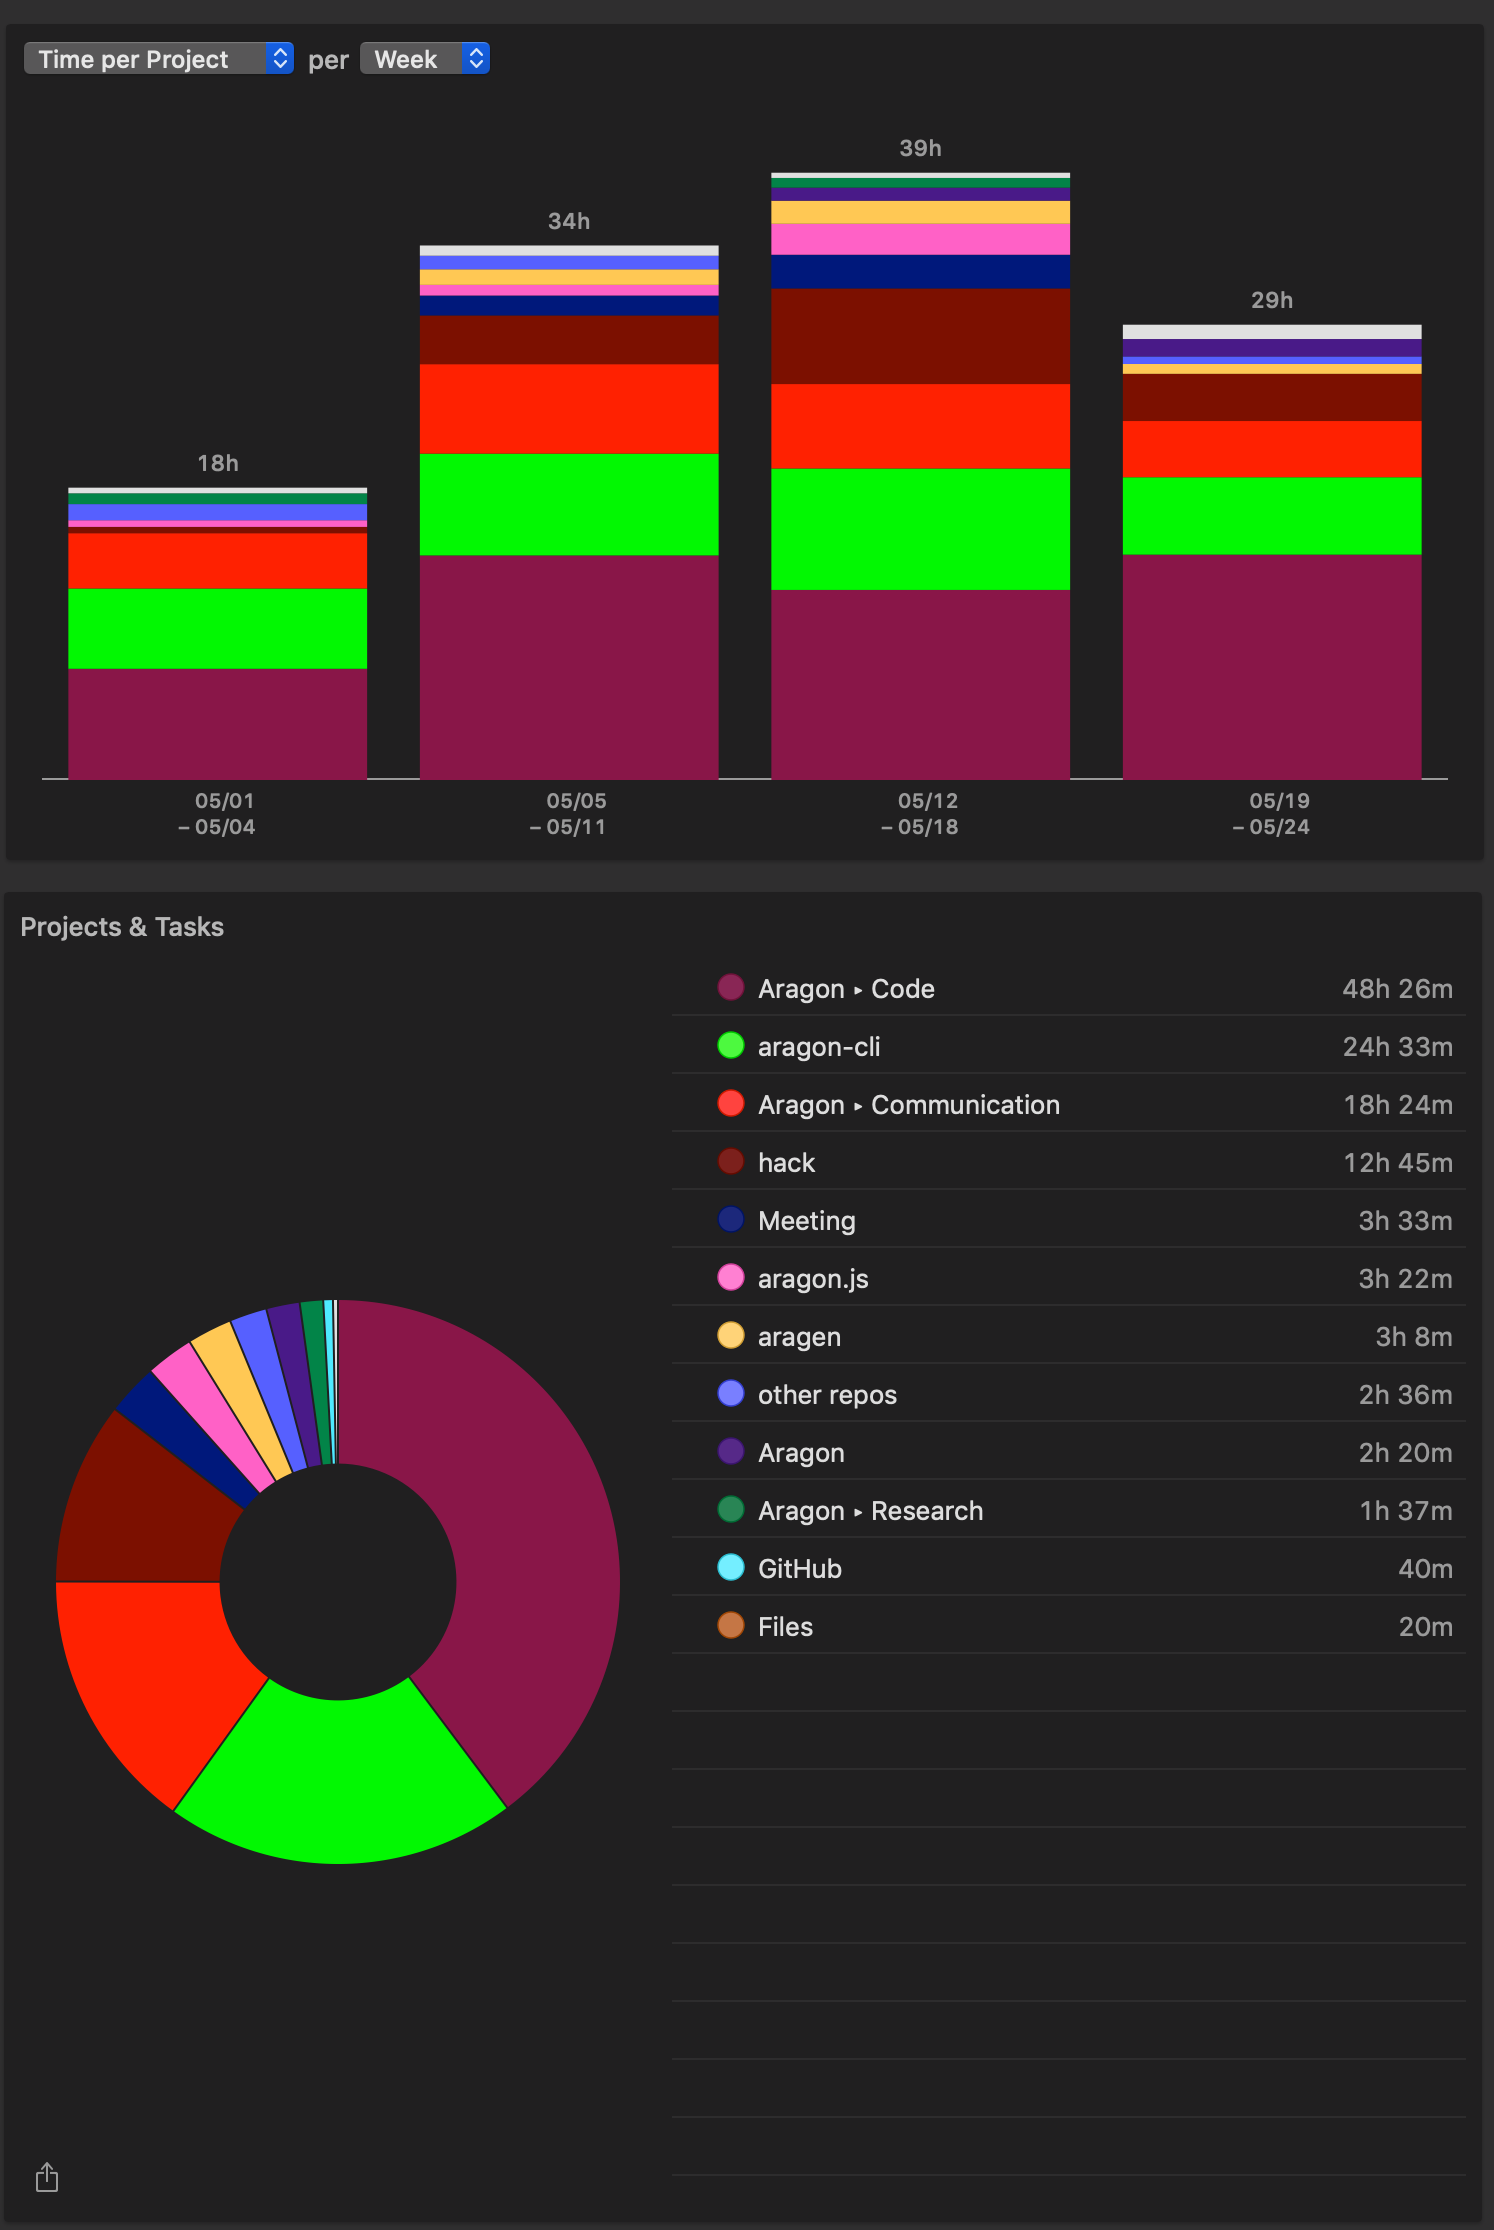 Time per Project per Week
39h
34h
29h
18h
05/01 05/05 05/12 05/19
– 05/04 – 05/11 – 05/18 – 05/24
Projects & Tasks
Aragon ▸ Code 48h 26m
aragon-cli 24h 33m
Aragon ▸ Communication 18h 24m
hack 12h 45m
Meeting 3h 33m
aragon.js 3h 22m
aragen 3h 8m
other repos 2h 36m
Aragon 2h 20m
Aragon ▸ Research 1h 37m
GitHub 40m
Files 20m